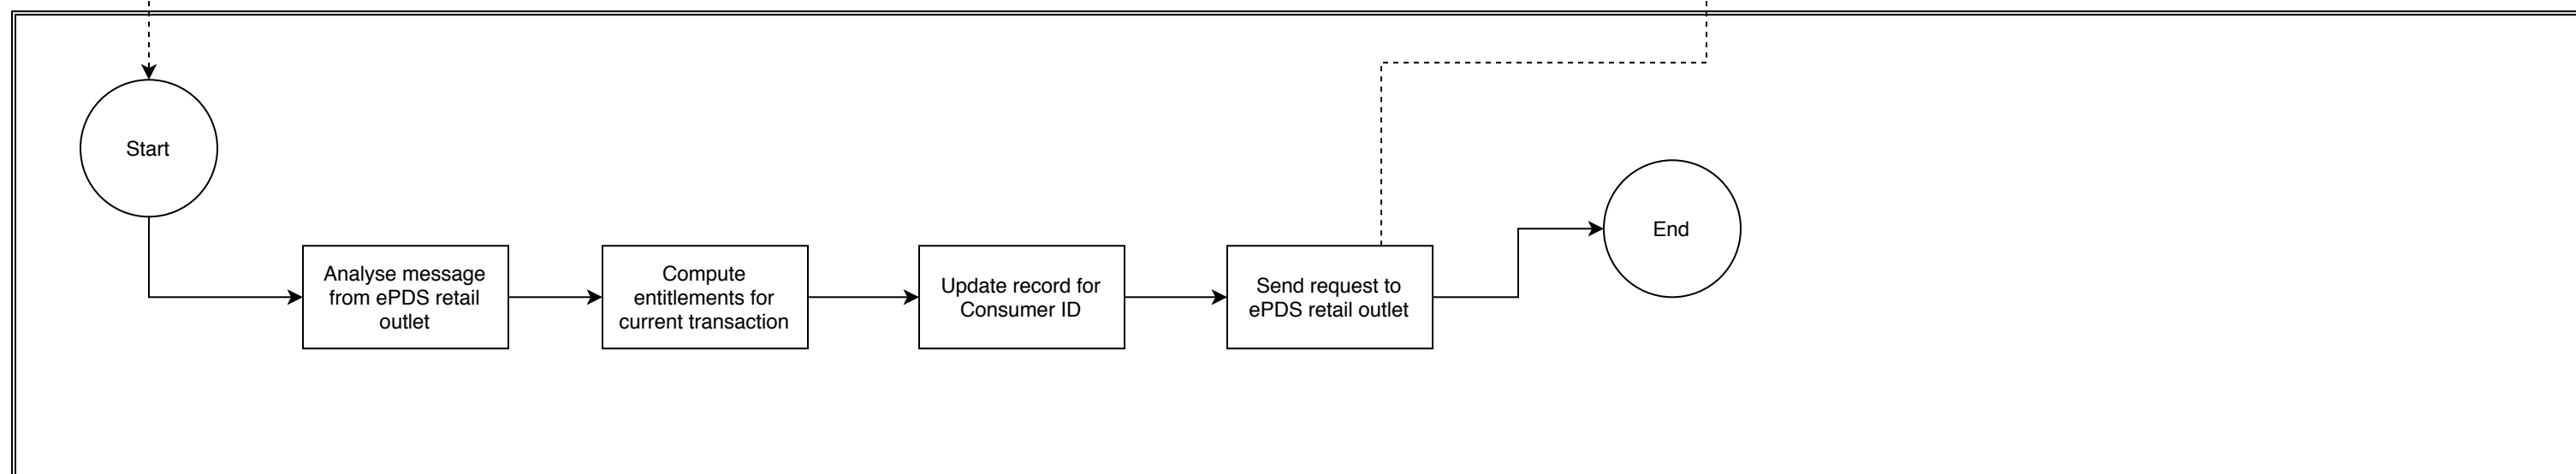 Start
Analyse message
from ePDS retail
outlet
Compute
entitlements for
current transaction
Update record for
Consumer ID
Send request to
ePDS retail outlet
End